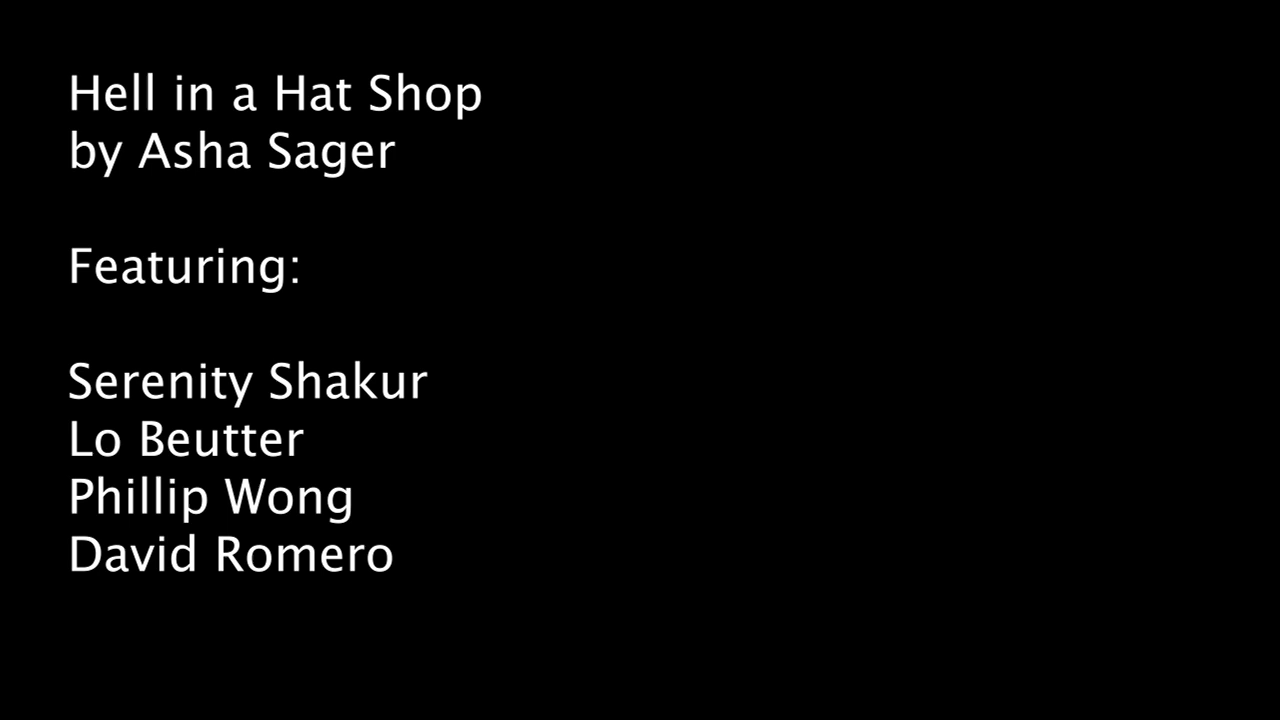 Hell in a Hat Shop
by Asha Sager
Featuring:
Serenity Shakur
Lo Beutter
Phillip Wong
David Romero